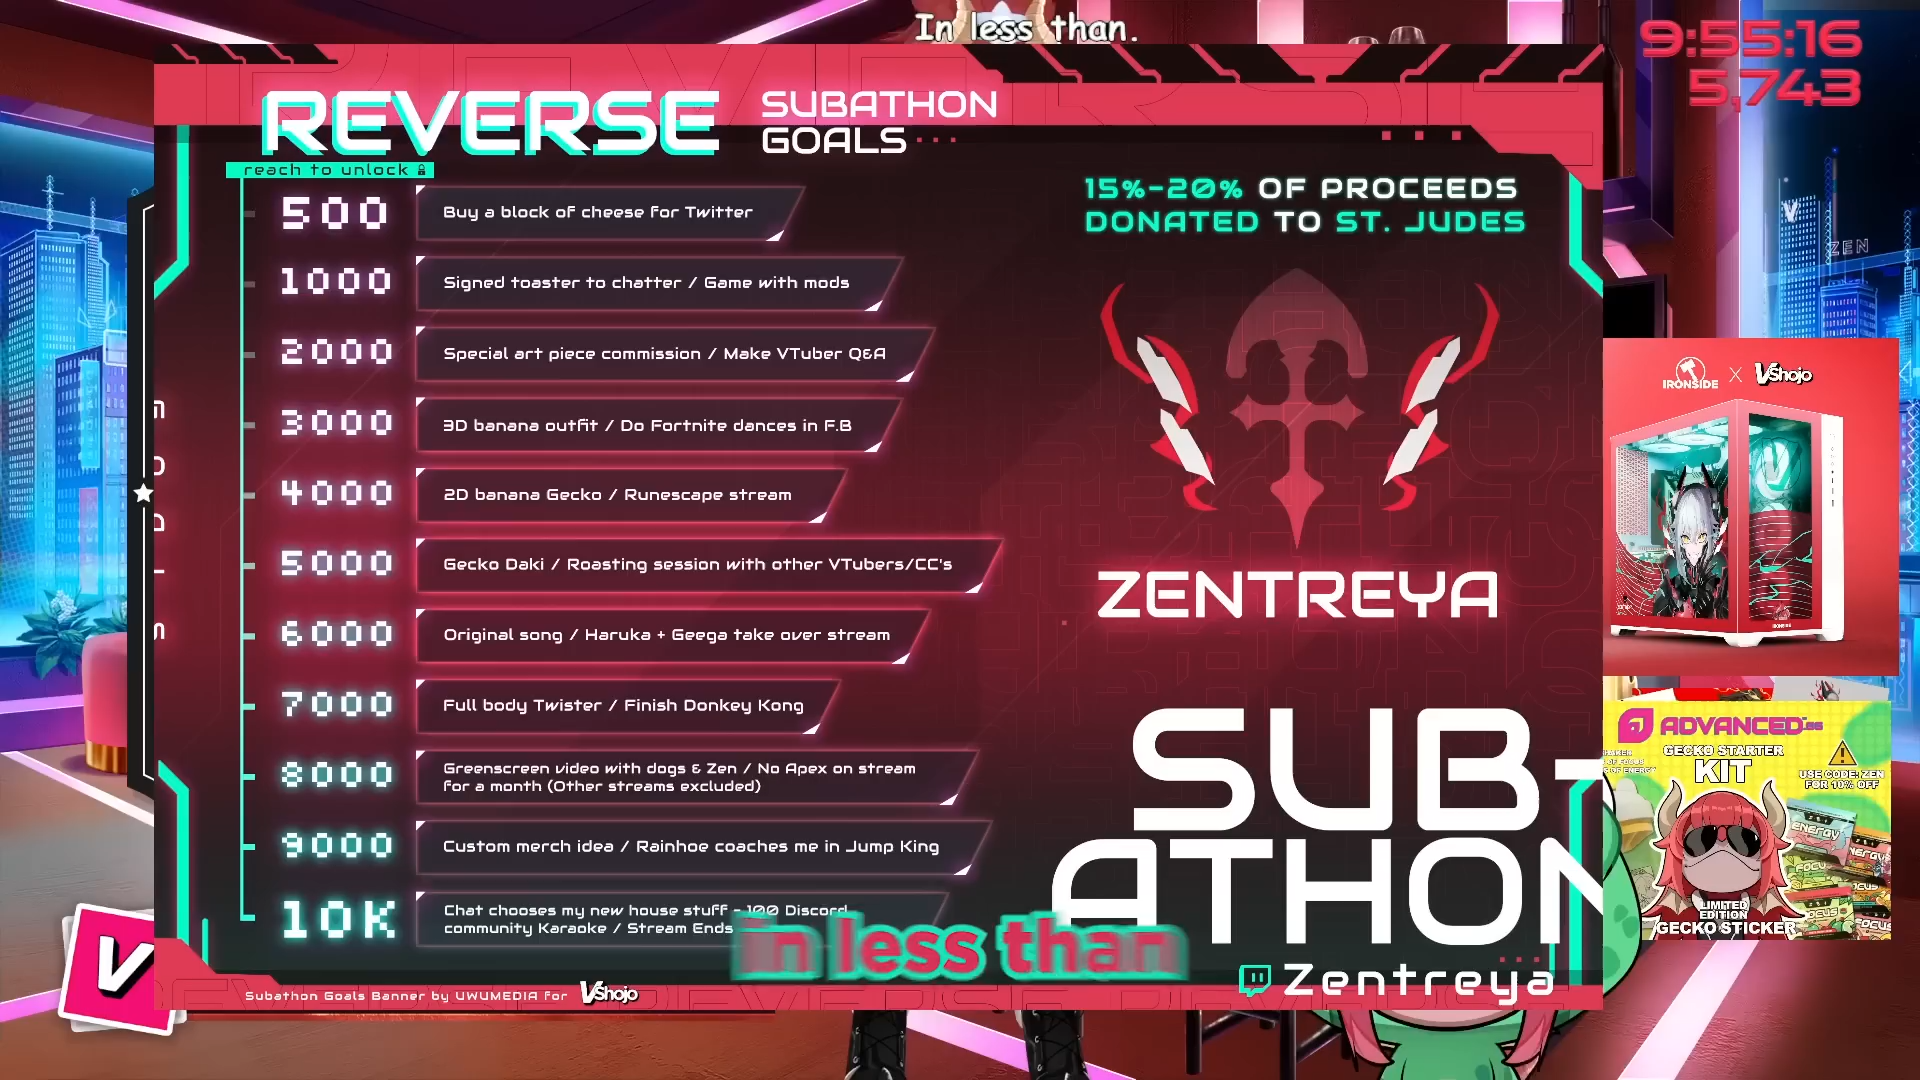 In less than.
9:55:16
5,743
REVERSE
SUBATHON
GOALS
reach to unlock
15%-20% OF PROCEEDS
DONATED TO ST. JUDES
500
Buy a block of cheese for Twitter
1000
Signed toaster to chatter / Game with mods
2000
Special art piece commission / Make VTuber Q&A
3000
3D banana outfit / Do Fortnite dances in F.B
4000
2D banana Gecko / Runescape stream
5000
Gecko Daki / Roasting session with other VTubers/CC's
6000
Original song / Haruka + Geega take over stream
7000
Full body Twister / Finish Donkey Kong
8000
Greenscreen video with dogs & Zen / No Apex on stream
for a month (Other streams excluded)
9000
Custom merch idea / Rainhoe coaches me in Jump King
10K
Chat chooses my new house stuff - 100 Discord
community Karaoke / Stream Ends
in less than
ZENTREYA
SUB-
ATHON
Zentreya
Subathon Goals Banner by UWUMEDIA for VShojo
ZEN
IRONSIDE X VShojo
ADVANCED.GG
GECKO STARTER
KIT
USE CODE: ZEN
FOR 10% OFF
ENERGY
FOCUS
LIMITED
EDITION
GECKO STICKER